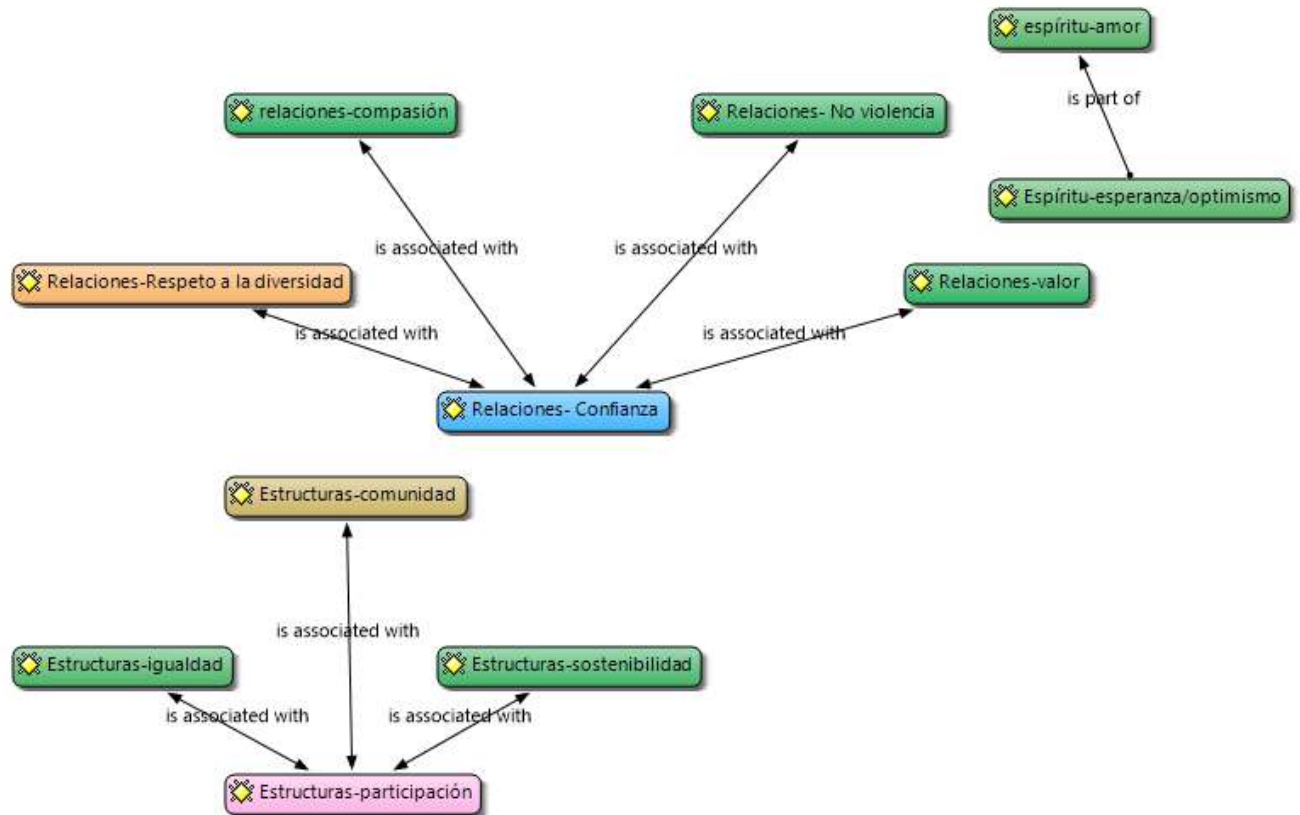 espíritu-amor
is part of
relaciones-compasión
Relaciones- No violencia
Espíritu-esperanza/optimismo
is associated with
is associated with
Relaciones-Respeto a la diversidad
Relaciones-valor
is associated with
is associated with
Relaciones- Confianza
Estructuras-comunidad
is associated with
Estructuras-igualdad
Estructuras-sostenibilidad
is associated with
is associated with
Estructuras-participación